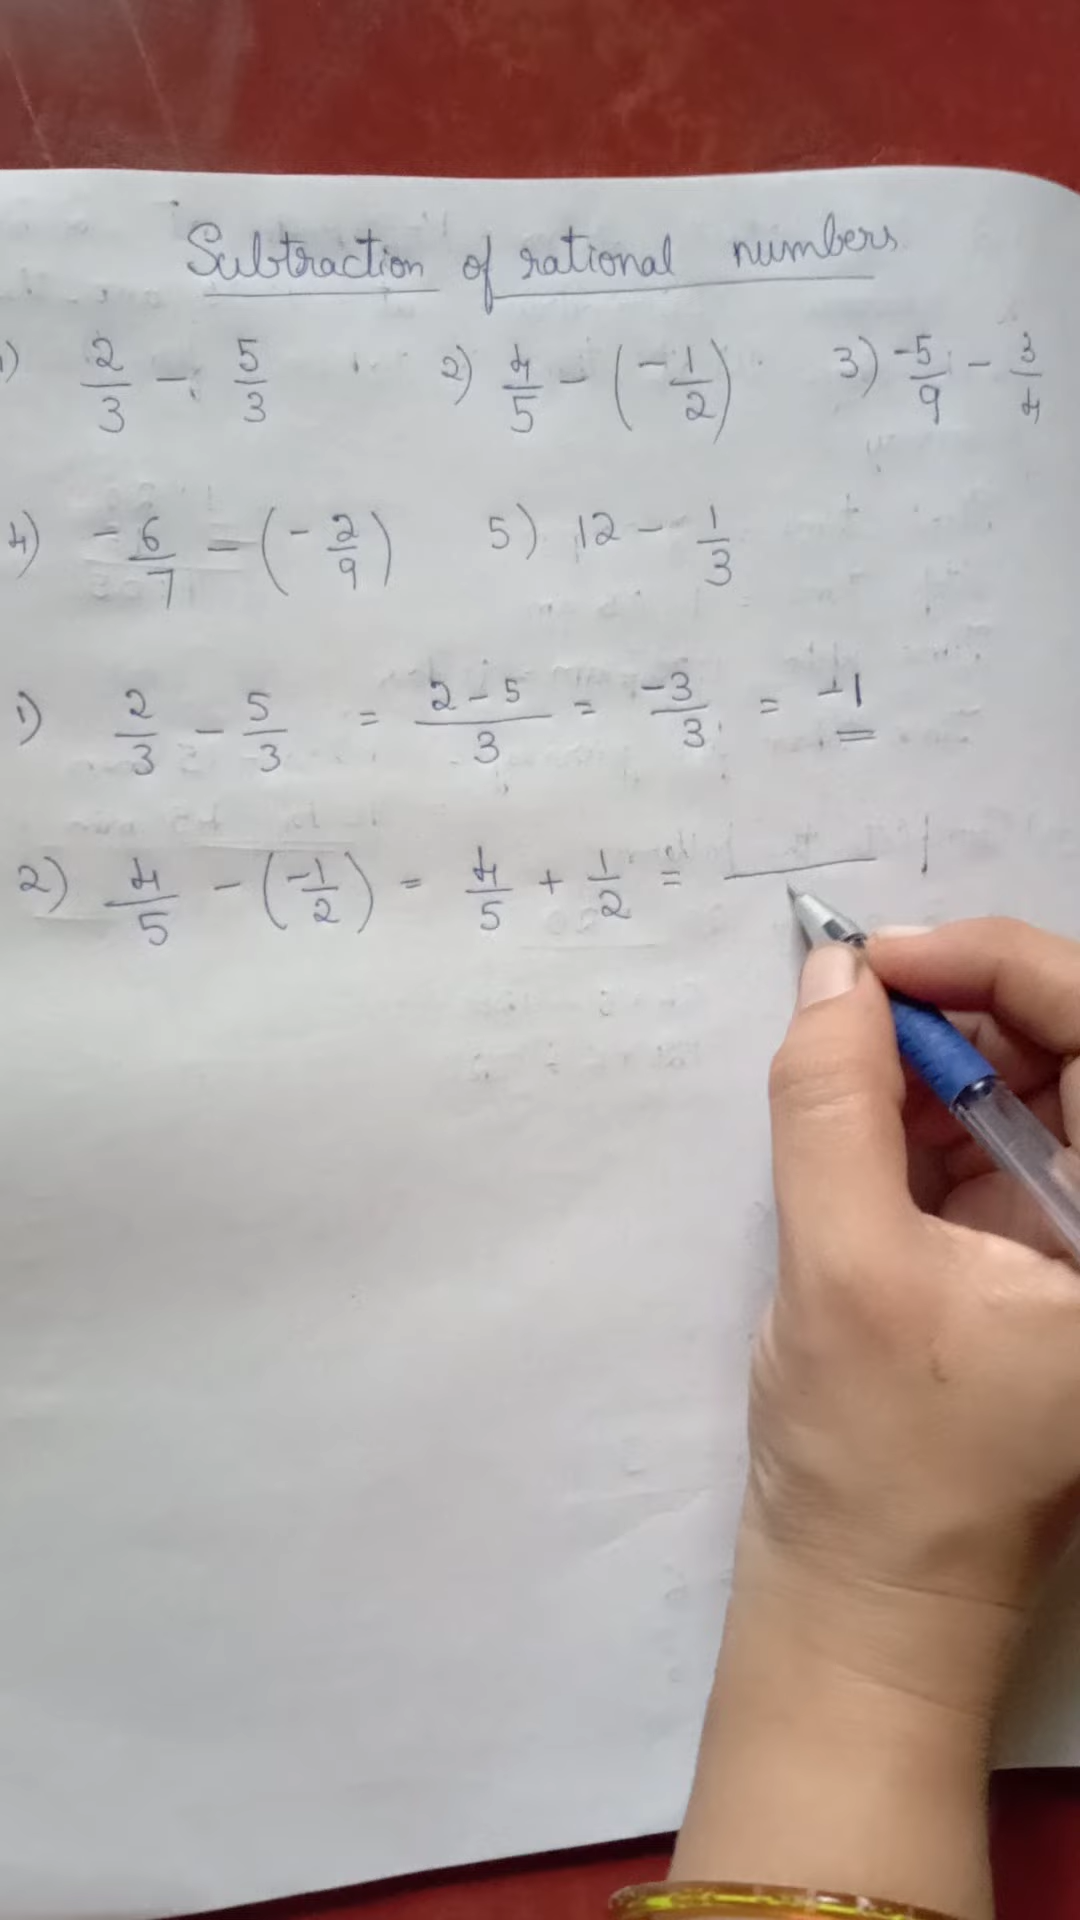 Subtraction of rational numbers
1) 2/3 - 5/3 2) 4/5 - (-1/2) 3) -5/9 - 3/4
4) -6/7 - (-2/9) 5) 12 - 1/3
1) 2/3 - 5/3 = 2-5/3 = -3/3 = -1
2) 4/5 - (-1/2) = 4/5 + 1/2 =